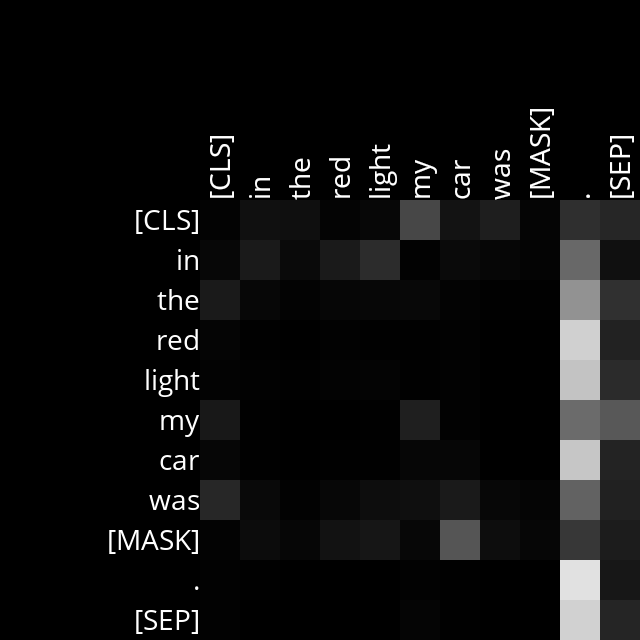 [CLS] in the red light my car was [MASK] . [SEP]
[CLS]
in
the
red
light
my
car
was
[MASK]
.
[SEP]